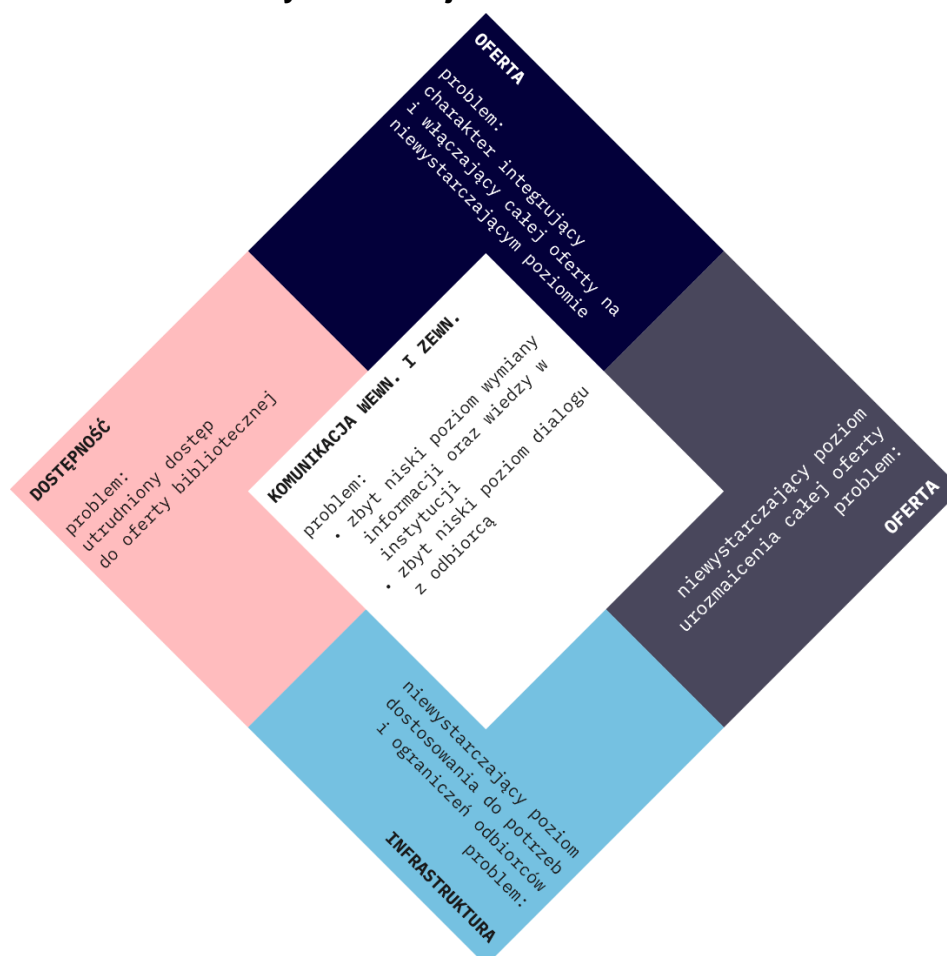 OFERTA
problem:
charakter integrujący
i włączający całej oferty na
niewystarczającym poziomie
DOSTĘPNOŚĆ
problem:
utrudniony dostęp
do oferty bibliotecznej
KOMUNIKACJA WEWN. I ZEWN.
problem:
• zbyt niski poziom wymiany
informacji oraz wiedzy w
instytucji
• zbyt niski poziom dialogu
z odbiorcą
niewystarczający poziom
urozmaicenia całej oferty
problem:
OFERTA
niewystarczający poziom
dostosowania do potrzeb
i ograniczeń odbiorców
problem:
INFRASTRUKTURA